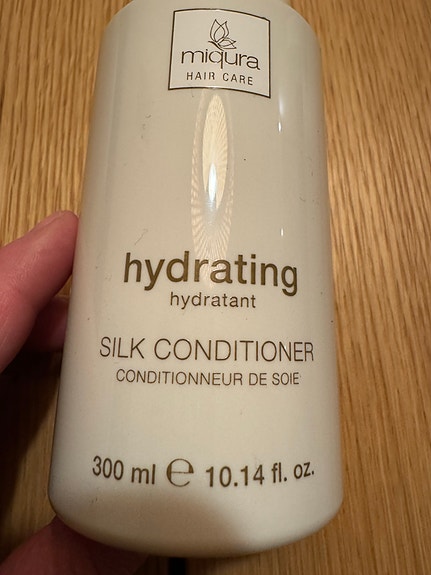 miqura
HAIR CARE
hydrating
hydratant
SILK CONDITIONER
CONDITIONNEUR DE SOIE
300 ml ℮ 10.14 fl. oz.